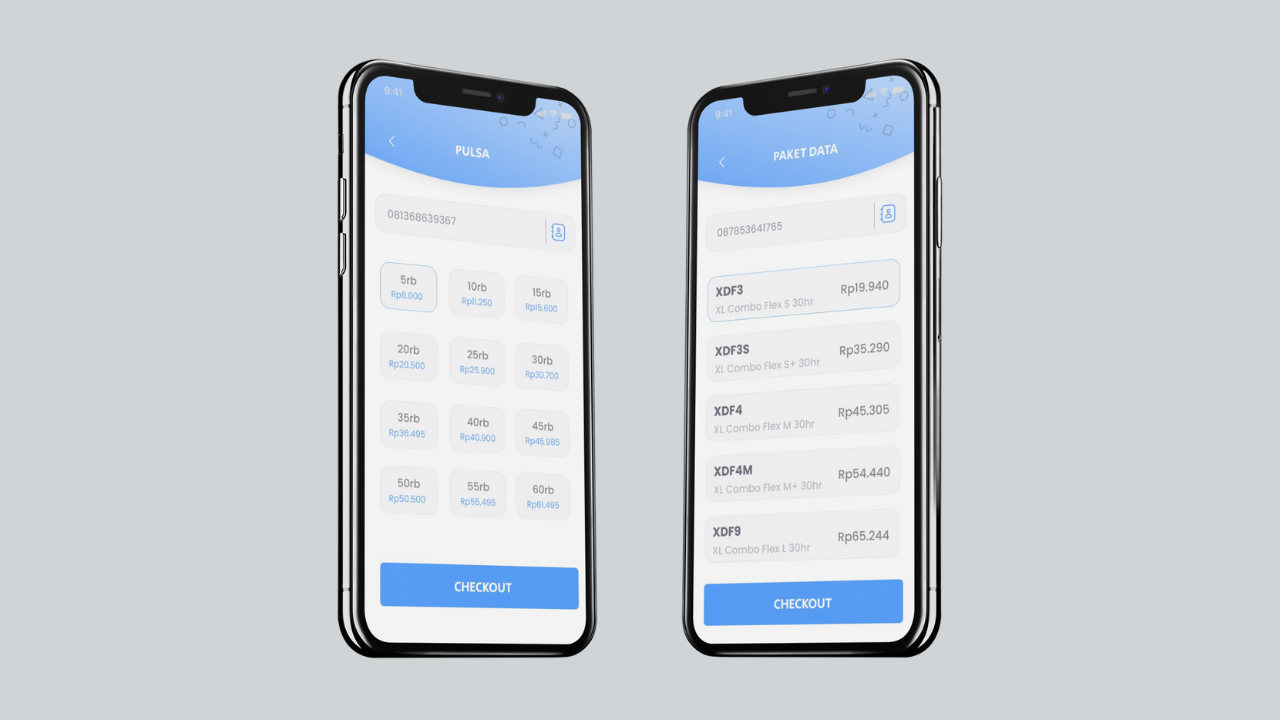 9:41
PULSA
081368639367
5rb
Rp6.000
10rb
Rp11.250
15rb
Rp15.600
20rb
Rp20.500
25rb
Rp25.900
30rb
Rp30.700
35rb
Rp36.495
40rb
Rp40.900
45rb
Rp45.985
50rb
Rp50.500
55rb
Rp55.495
60rb
Rp61.495
CHECKOUT
9:41
PAKET DATA
087853641765
XDF3
XL Combo Flex S 30hr
Rp19.940
XDF3S
XL Combo Flex S+ 30hr
Rp35.290
XDF4
XL Combo Flex M 30hr
Rp45.305
XDF4M
XL Combo Flex M+ 30hr
Rp54.440
XDF9
XL Combo Flex L 30hr
Rp65.244
CHECKOUT